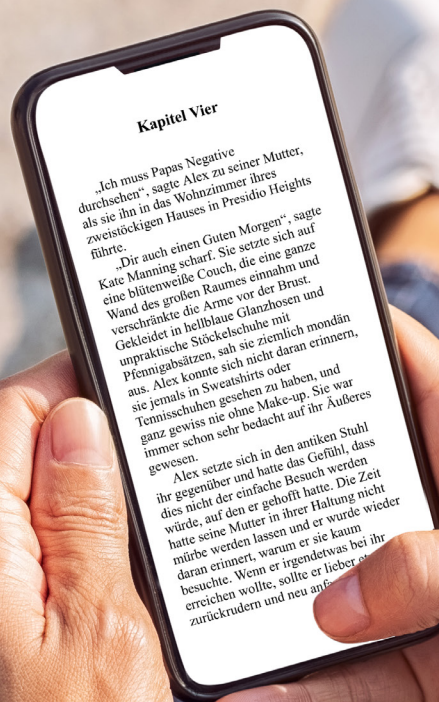 Kapitel Vier
„Ich muss Papas Negative
durchsehen“, sagte Alex zu seiner Mutter,
als sie ihn in das Wohnzimmer ihres
zweistöckigen Hauses in Presidio Heights
führte.
„Dir auch einen Guten Morgen“, sagte
Kate Manning scharf. Sie setzte sich auf
eine blütenweiße Couch, die eine ganze
Wand des großen Raumes einnahm und
verschränkte die Arme vor der Brust.
Gekleidet in hellblaue Glanzhosen und
unpraktische Stöckelschuhe mit
Pfennigabsätzen, sah sie ziemlich mondän
aus. Alex konnte sich nicht daran erinnern,
sie jemals in Sweatshirts oder
Tennisschuhen gesehen zu haben, und
ganz gewiss nie ohne Make-up. Sie war
immer schon sehr bedacht auf ihr Äußeres
gewesen.
Alex setzte sich in den antiken Stuhl
ihr gegenüber und hatte das Gefühl, dass
dies nicht der einfache Besuch werden
würde, auf den er gehofft hatte. Die Zeit
hatte seine Mutter in ihrer Haltung nicht
mürbe werden lassen und er wurde wieder
daran erinnert, warum er sie kaum
besuchte. Wenn er irgendetwas bei ihr
erreichen wollte, sollte er lieber
zurückrudern und neu